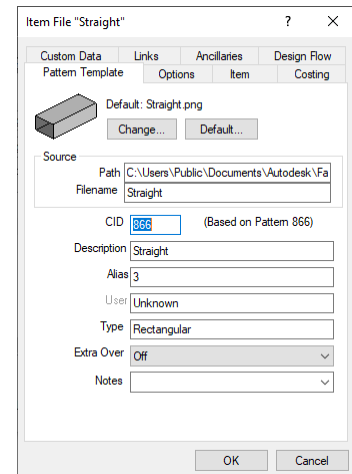 Item File "Straight" ? ×
Custom Data Links Ancillaries Design Flow
Pattern Template Options Item Costing
Default: Straight.png
Change... Default...
Source
Path C:\Users\Public\Documents\Autodesk\Fa
Filename Straight
CID 866 (Based on Pattern 866)
Description Straight
Alias 3
User Unknown
Type Rectangular
Extra Over Off
Notes
OK Cancel